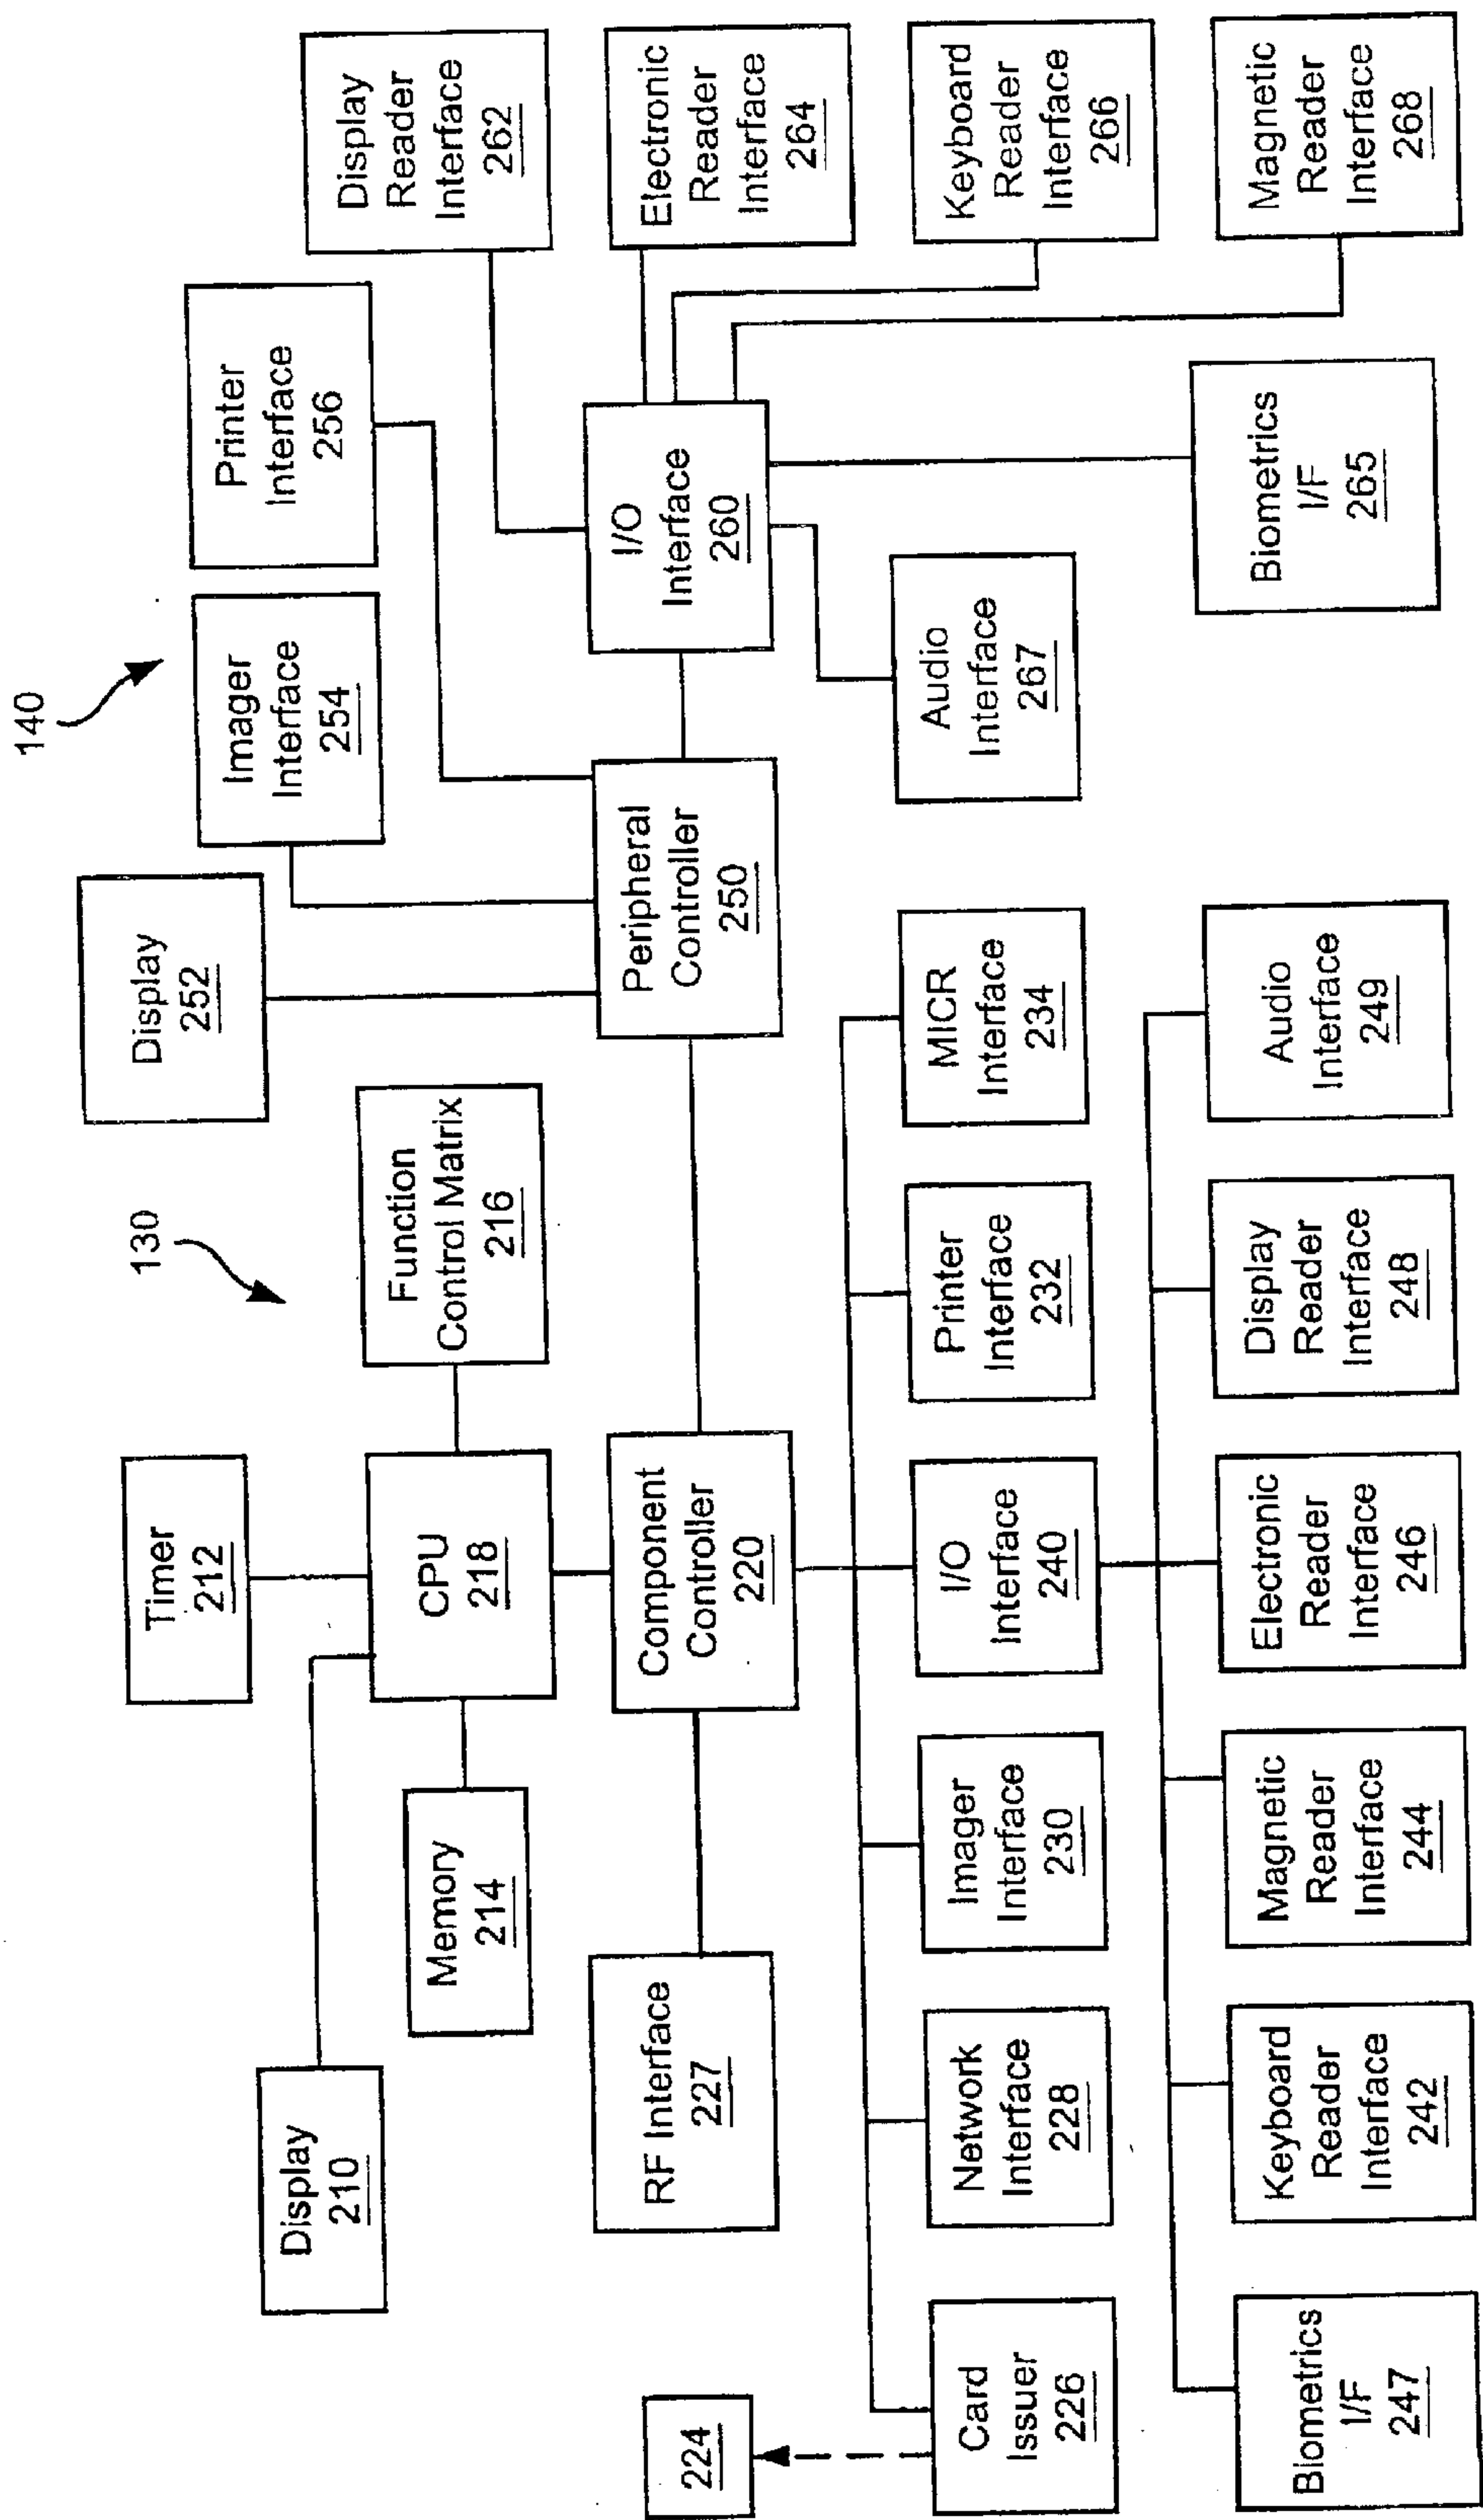 140
130
Display
252
Imager
Interface
254
Printer
Interface
256
Display
Reader
Interface
262
Timer
212
Display
210
Memory
214
CPU
218
Function
Control Matrix
216
Electronic
Reader
Interface
264
RF Interface
227
Component
Controller
220
Peripheral
Controller
250
I/O
Interface
260
224
Keyboard
Reader
Interface
266
Card
Issuer
226
Network
Interface
228
Imager
Interface
230
I/O
Interface
240
Printer
Interface
232
MICR
Interface
234
Audio
Interface
267
Magnetic
Reader
Interface
268
Biometrics
I/F
247
Keyboard
Reader
Interface
242
Magnetic
Reader
Interface
244
Electronic
Reader
Interface
246
Display
Reader
Interface
248
Audio
Interface
249
Biometrics
I/F
265